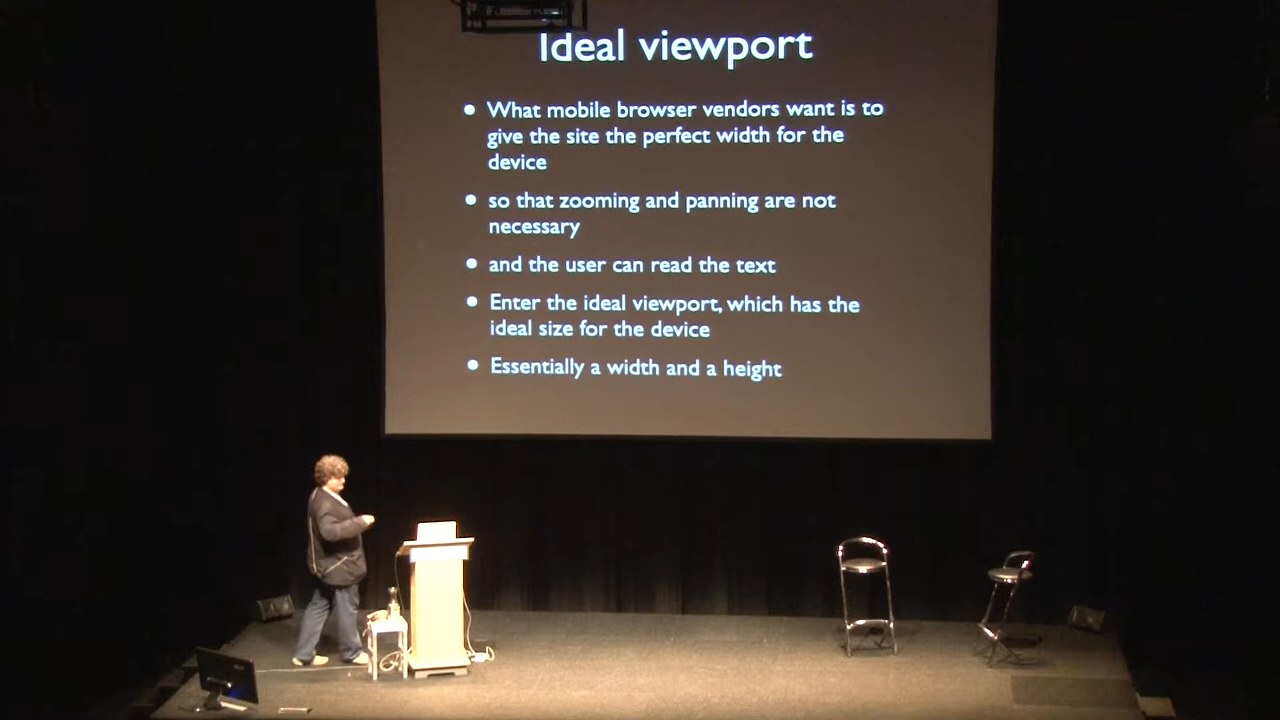 Ideal viewport
• What mobile browser vendors want is to
give the site the perfect width for the
device
• so that zooming and panning are not
necessary
• and the user can read the text
• Enter the ideal viewport, which has the
ideal size for the device
• Essentially a width and a height